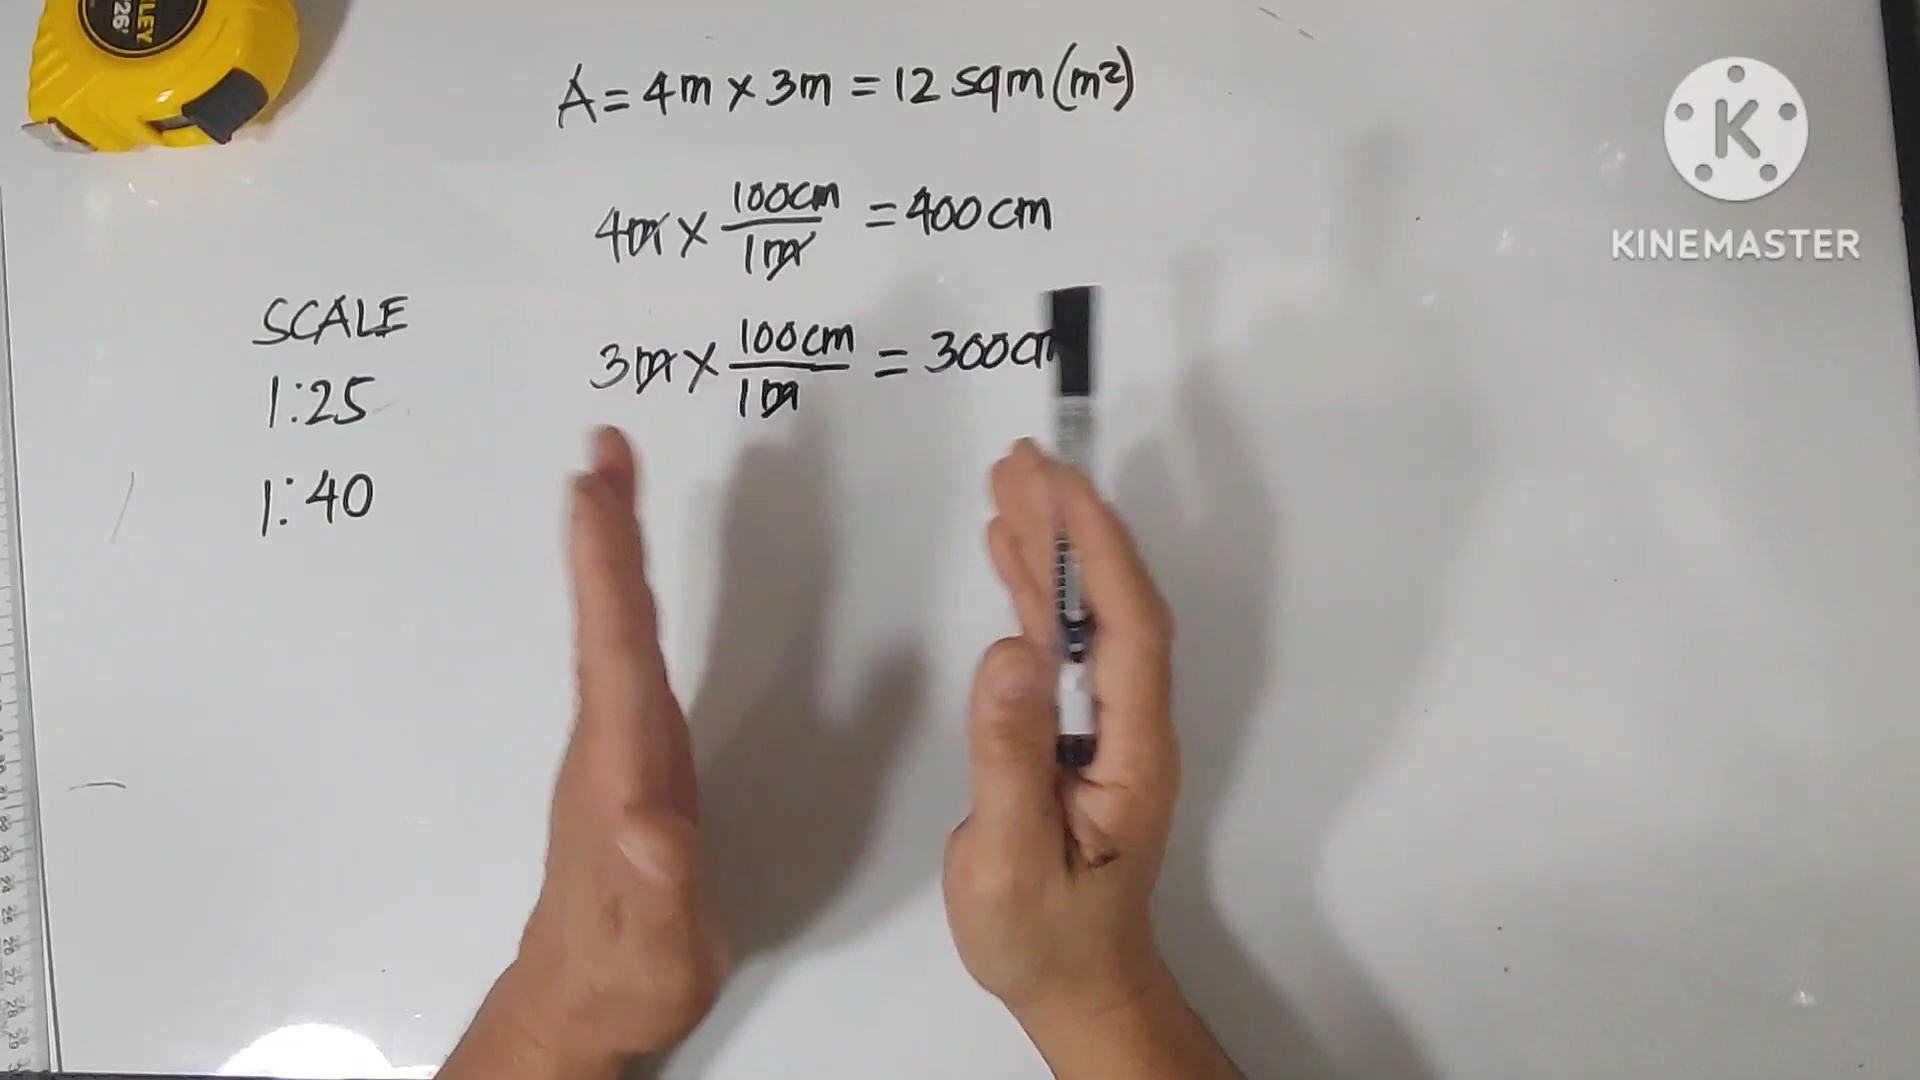 A = 4m x 3m = 12 sqm (m²)
4m x 100cm/1m = 400cm
3m x 100cm/1m = 300cm
SCALE
1:25
1:40
K
KINEMASTER
26'